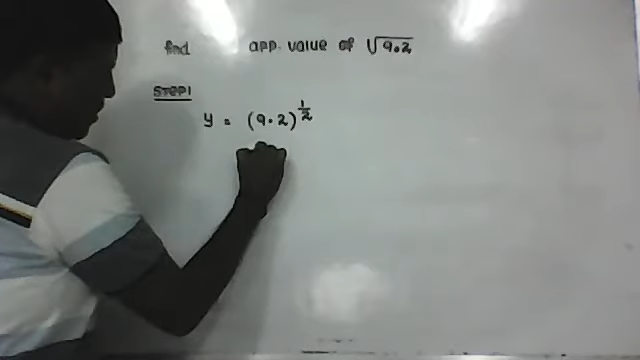 find app. value of √9.2
STEP1
y = (9.2)^½